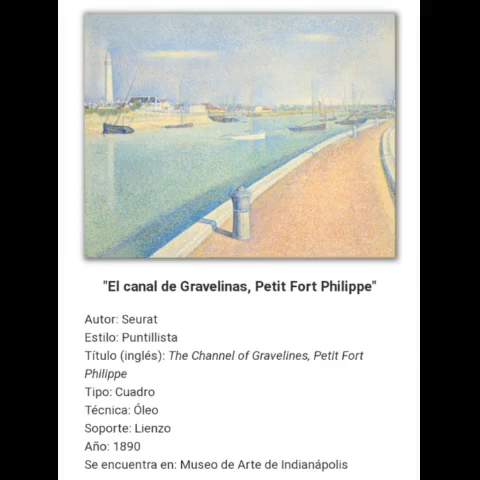 "El canal de Gravelinas, Petit Fort Philippe"
Autor: Seurat
Estilo: Puntillista
Título (inglés): The Channel of Gravelines, Petit Fort
Philippe
Tipo: Cuadro
Técnica: Óleo
Soporte: Lienzo
Año: 1890
Se encuentra en: Museo de Arte de Indianápolis